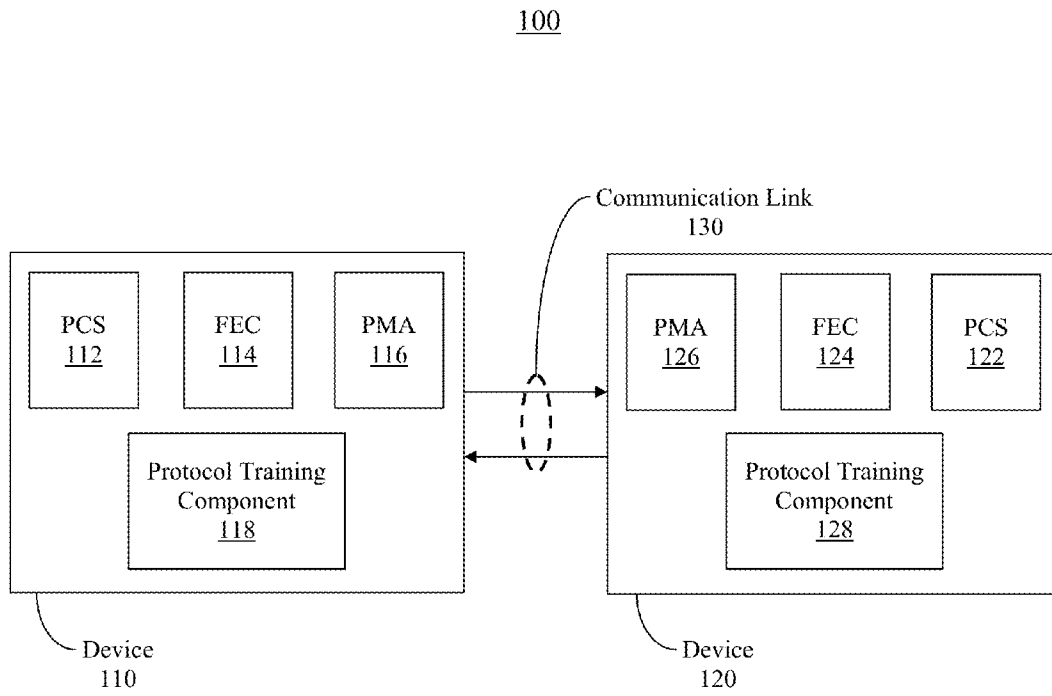 100
Communication Link
130
PCS
112
FEC
114
PMA
116
PMA
126
FEC
124
PCS
122
Protocol Training
Component
118
Protocol Training
Component
128
Device
110
Device
120